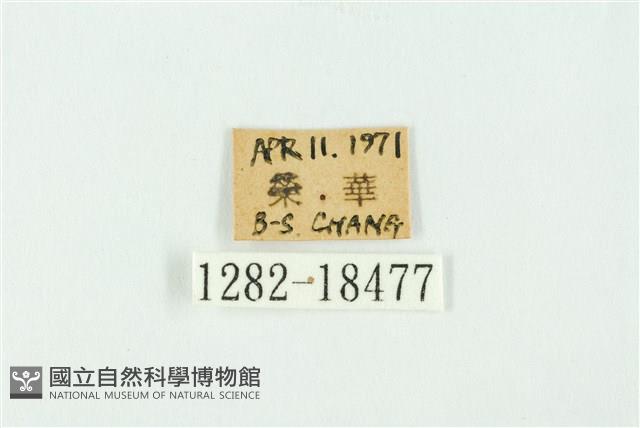 APR 11. 1971
榮 · 華
B-S. CHANG
1282-18477
國立自然科學博物館
NATIONAL MUSEUM OF NATURAL SCIENCE